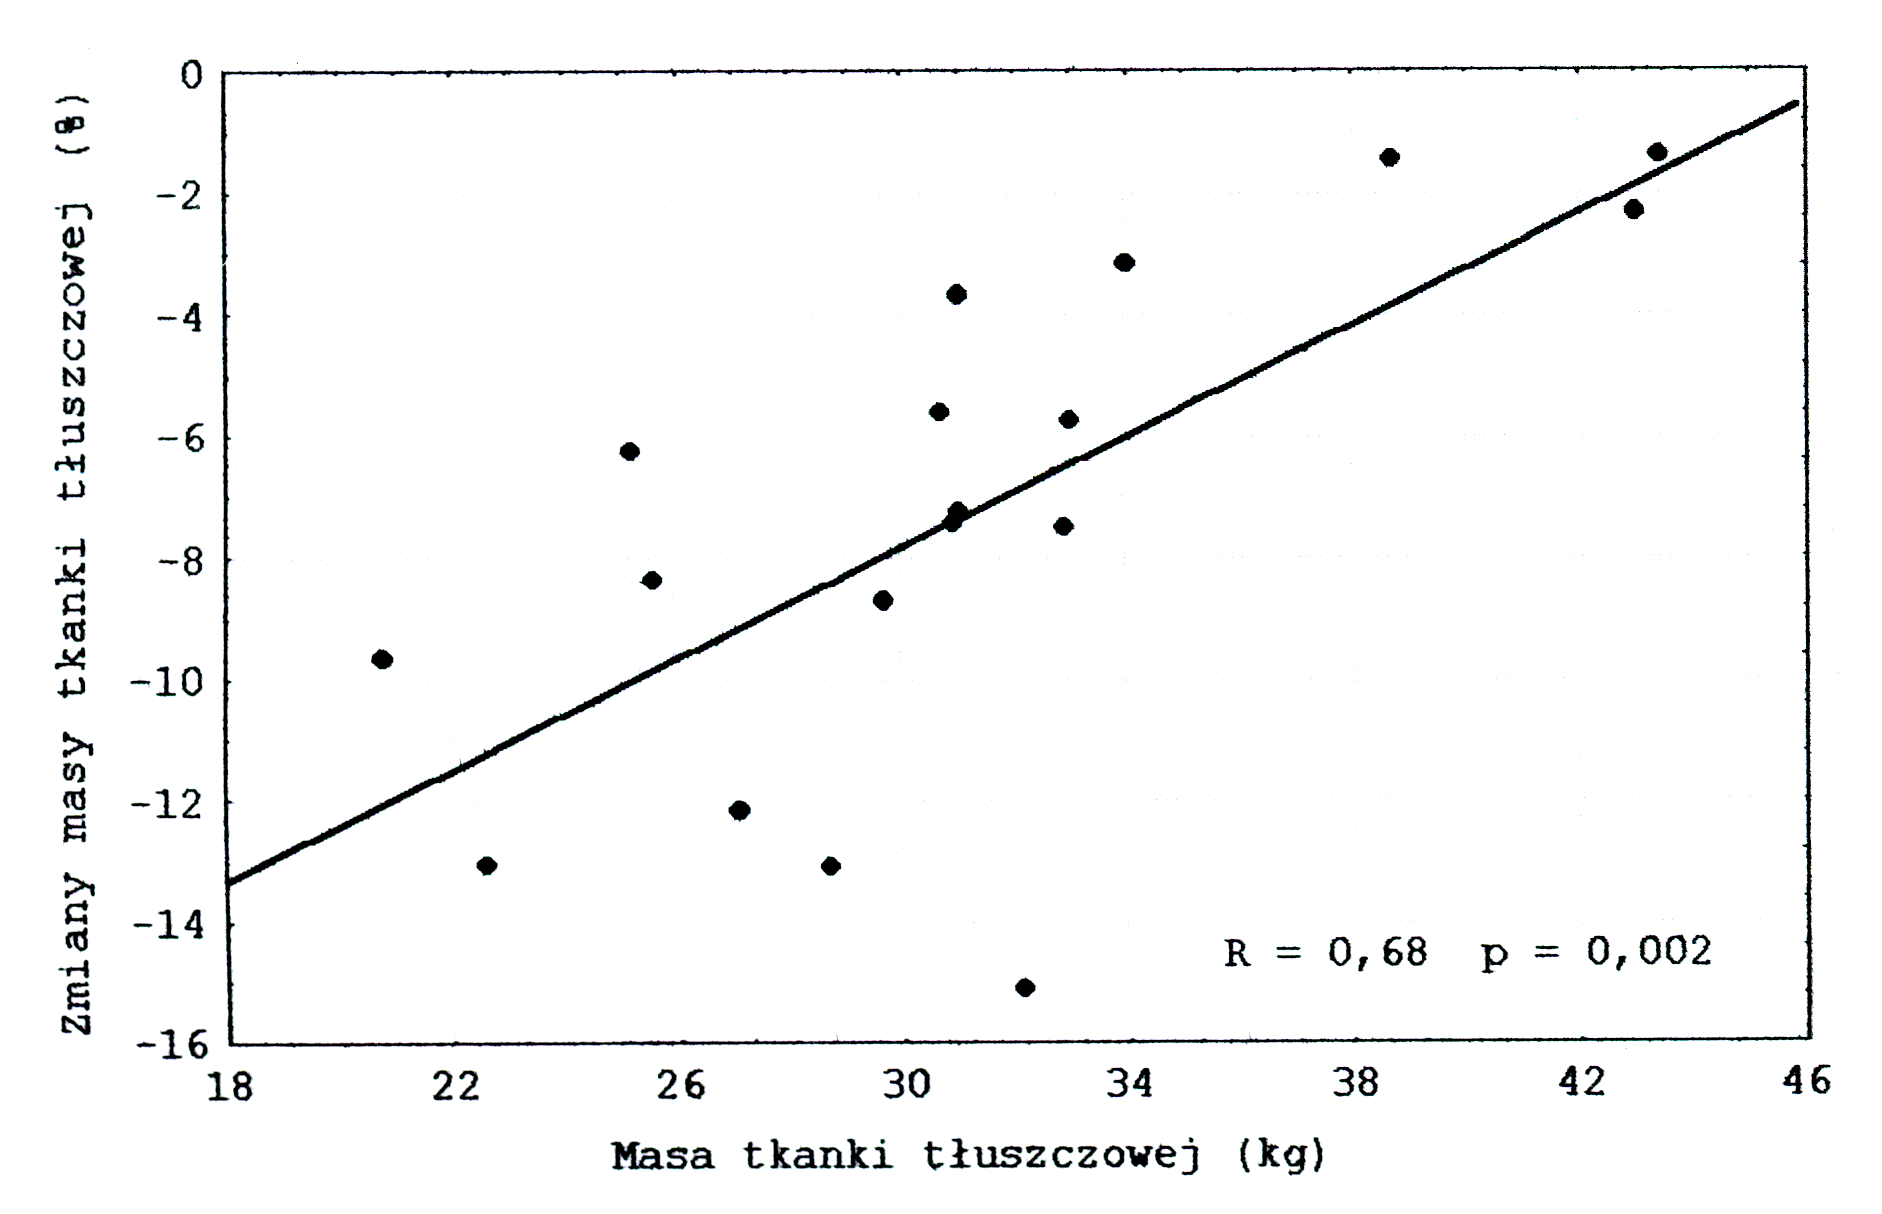 Zmiany masy tkanki tłuszczowej (%)
0
-2
-4
-6
-8
-10
-12
-14
-16
R = 0,68 p = 0,002
18 22 26 30 34 38 42 46
Masa tkanki tłuszczowej (kg)